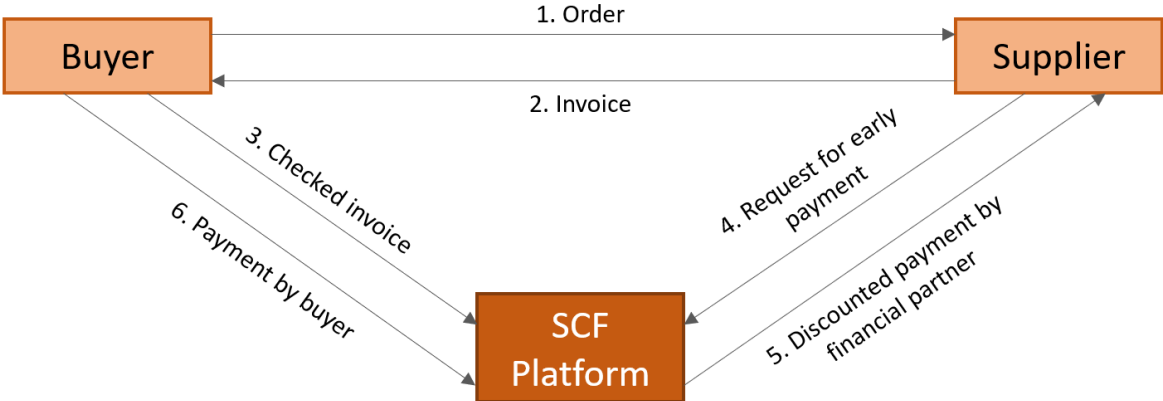 1. Order
Buyer
Supplier
2. Invoice
3. Checked invoice
4. Request for early
payment
6. Payment by buyer
5. Discounted payment by
financial partner
SCF
Platform